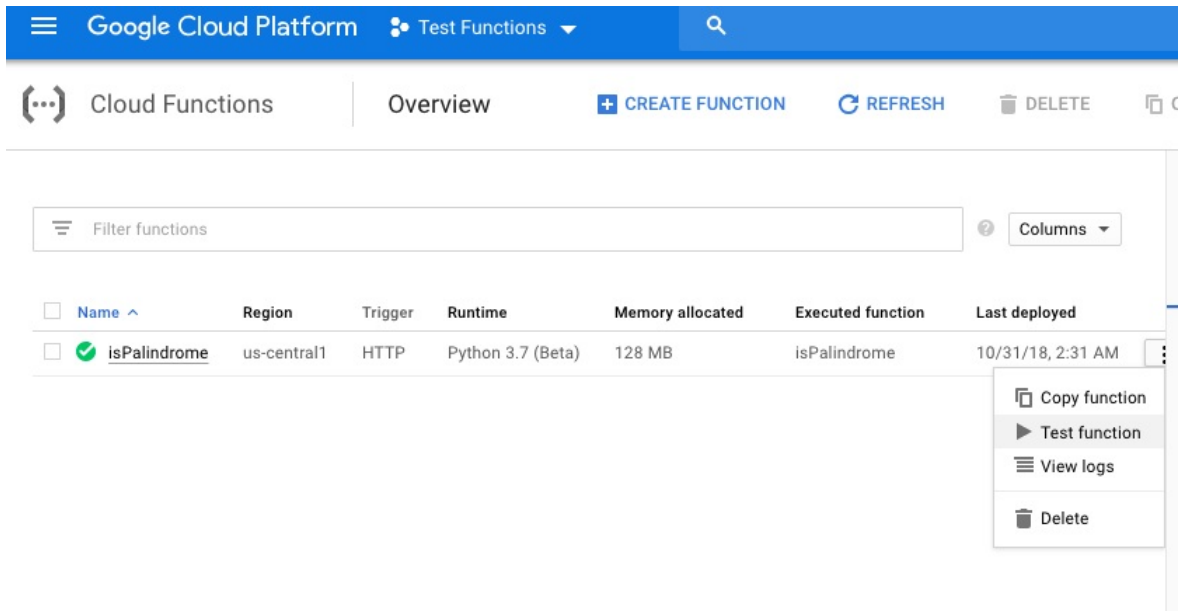 Google Cloud Platform Test Functions
Cloud Functions Overview CREATE FUNCTION REFRESH DELETE
Filter functions Columns
Name Region Trigger Runtime Memory allocated Executed function Last deployed
isPalindrome us-central1 HTTP Python 3.7 (Beta) 128 MB isPalindrome 10/31/18, 2:31 AM
Copy function
Test function
View logs
Delete